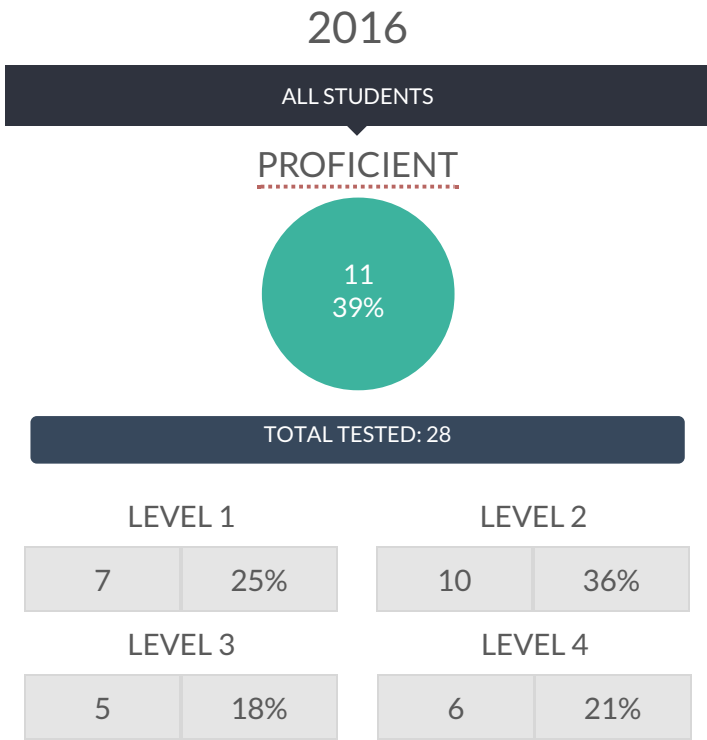 2016
ALL STUDENTS
PROFICIENT
11
39%
TOTAL TESTED: 28
LEVEL 1
7 25%
LEVEL 2
10 36%
LEVEL 3
5 18%
LEVEL 4
6 21%